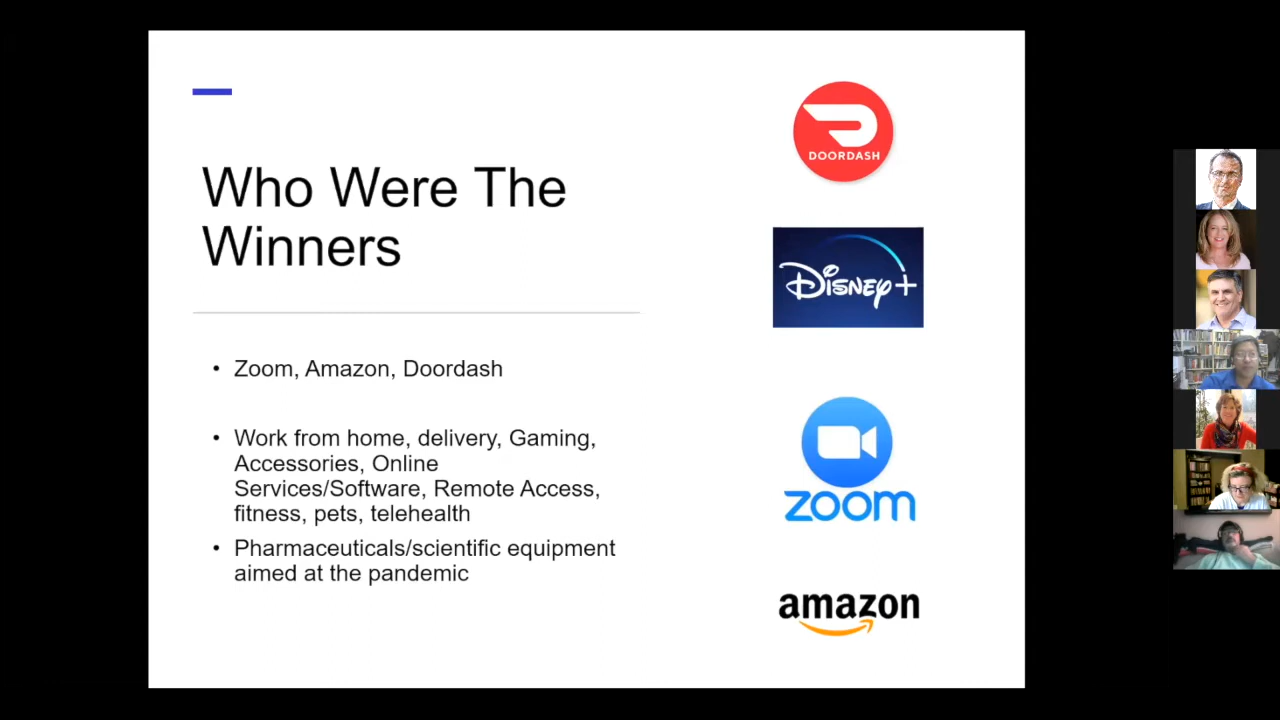 Who Were The
Winners
• Zoom, Amazon, Doordash
• Work from home, delivery, Gaming,
Accessories, Online
Services/Software, Remote Access,
fitness, pets, telehealth
• Pharmaceuticals/scientific equipment
aimed at the pandemic
DOORDASH
Disney+
zoom
amazon